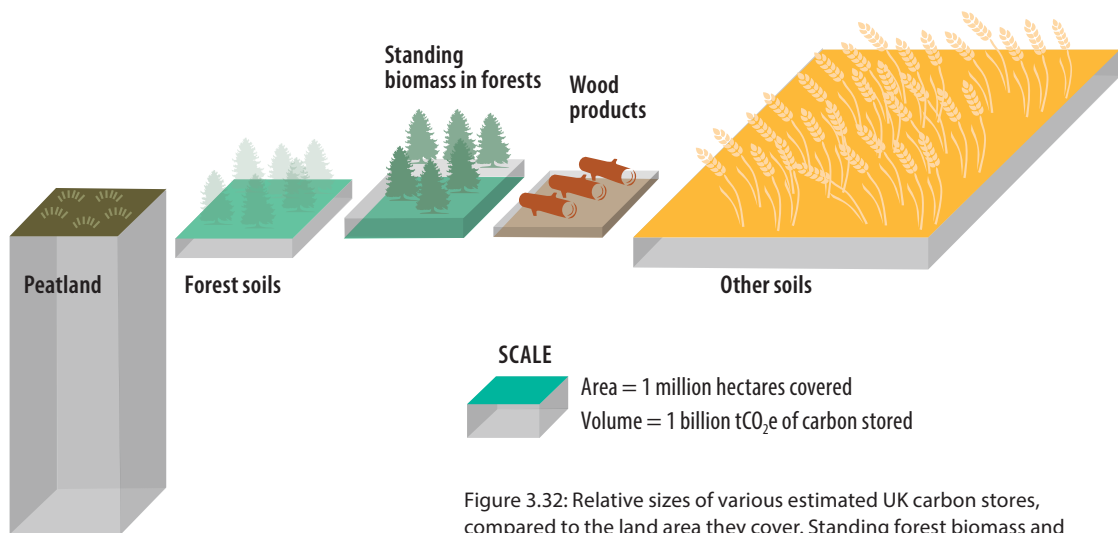 Standing
biomass in forests
Wood
products
Peatland
Forest soils
Other soils
SCALE
Area = 1 million hectares covered
Volume = 1 billion tCO₂e of carbon stored
Figure 3.32: Relative sizes of various estimated UK carbon stores,
compared to the land area they cover. Standing forest biomass and